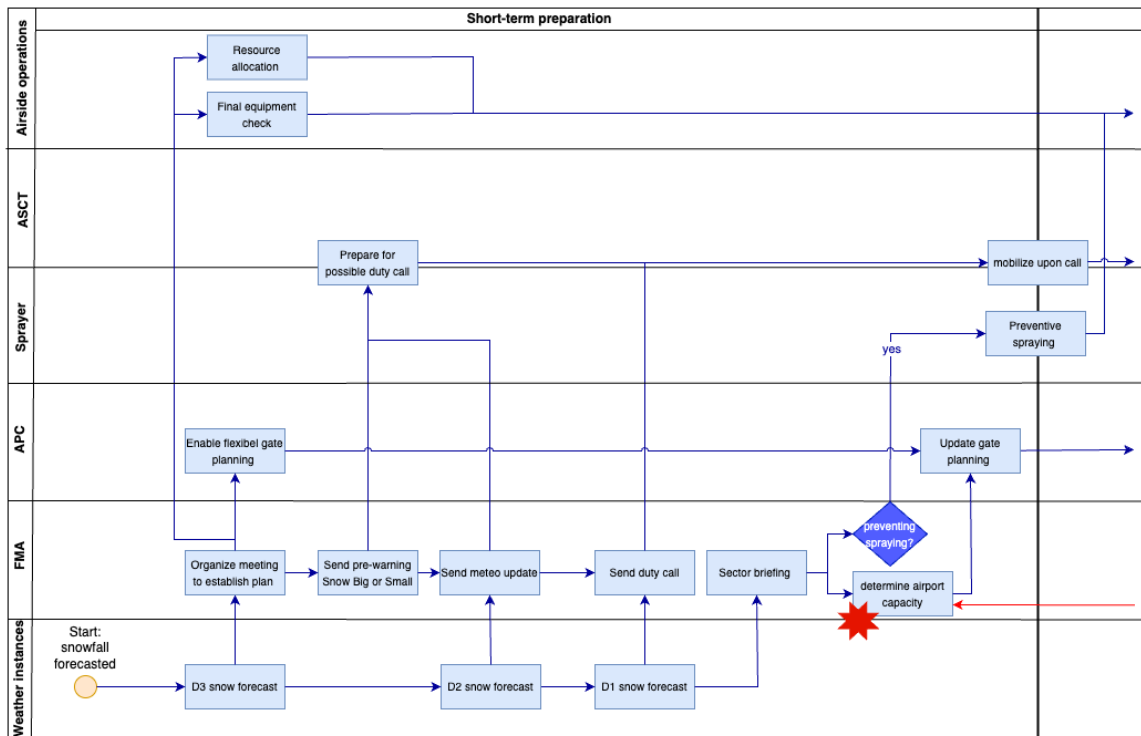 Short-term preparation
Airside operations
Resource
allocation
Final equipment
check
ASCT
Prepare for
possible duty call
mobilize upon call
Sprayer
Preventive
spraying
yes
APC
Enable flexibel gate
planning
Update gate
planning
FMA
preventing
spraying?
Organize meeting
to establish plan
Send pre-warning
Snow Big or Small
Send meteo update
Send duty call
Sector briefing
determine airport
capacity
Weather instances
Start:
snowfall
forecasted
D3 snow forecast
D2 snow forecast
D1 snow forecast